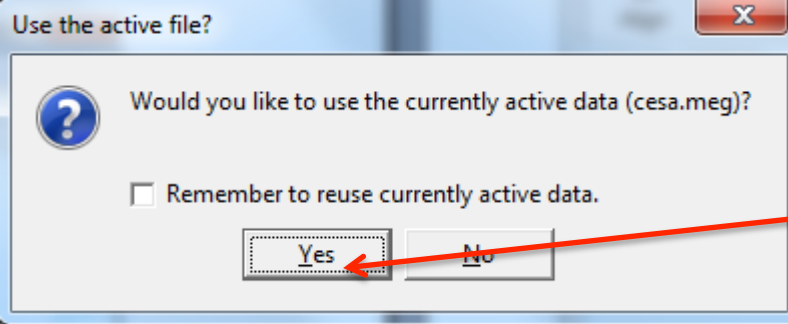 Use the active file?
Would you like to use the currently active data (cesa.meg)?
Remember to reuse currently active data.
Yes
No